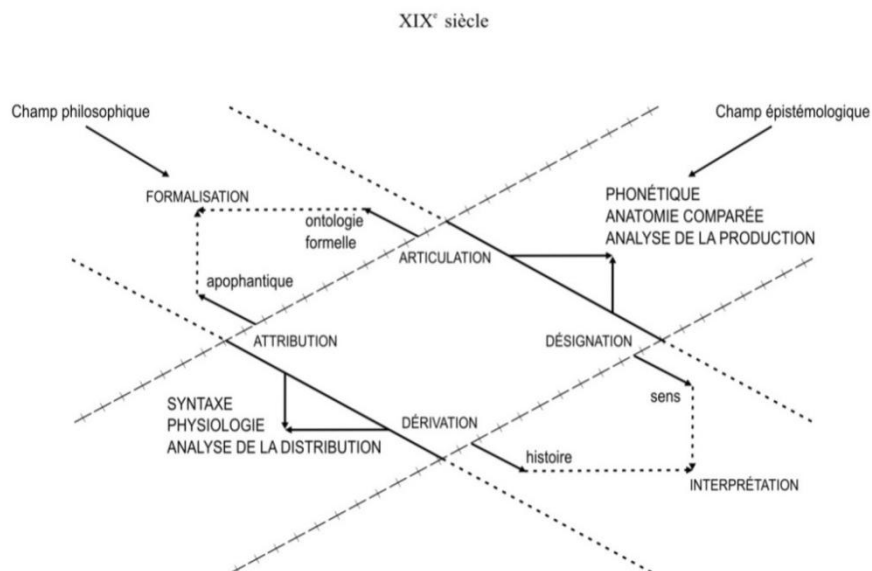 XIXᵉ siècle
Champ philosophique
Champ épistémologique
FORMALISATION
PHONÉTIQUE
ANATOMIE COMPARÉE
ANALYSE DE LA PRODUCTION
ontologie
formelle
ARTICULATION
apophantique
ATTRIBUTION
DÉSIGNATION
sens
SYNTAXE
PHYSIOLOGIE
ANALYSE DE LA DISTRIBUTION
DÉRIVATION
histoire
INTERPRÉTATION